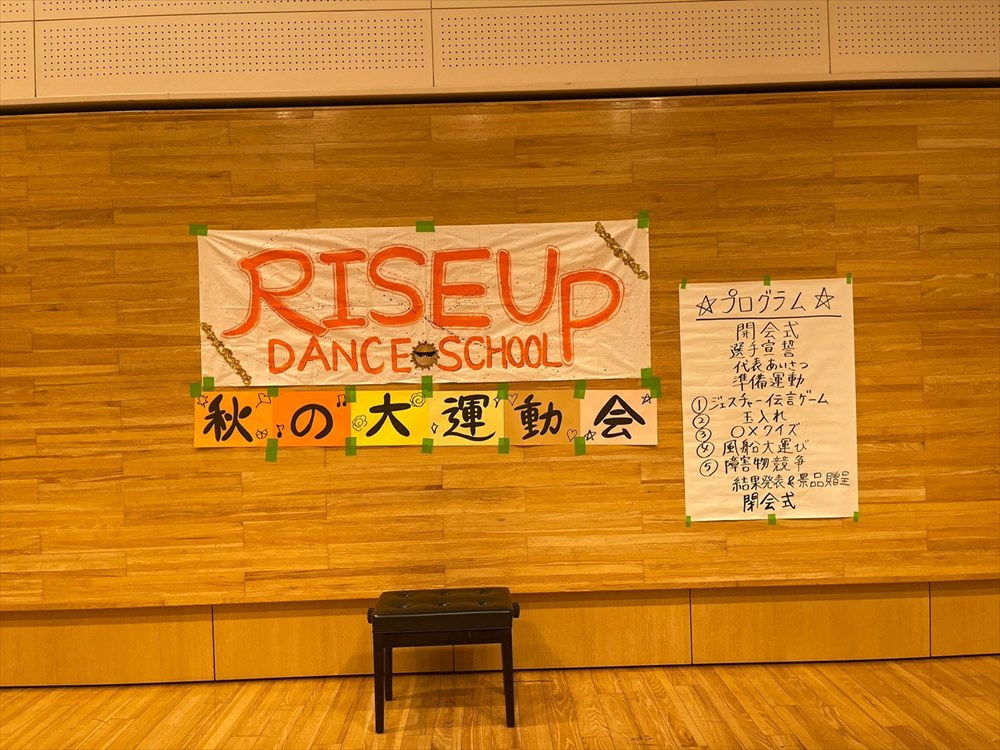 RISEUP
DANCE SCHOOL
秋の大運動会
☆プログラム☆
開会式
選手宣誓
代表あいさつ
準備運動
①ジェスチャー伝言ゲーム
② 玉入れ
③ ○×クイズ
④ 風船大運び
⑤ 障害物競争
結果発表&景品贈呈
閉会式